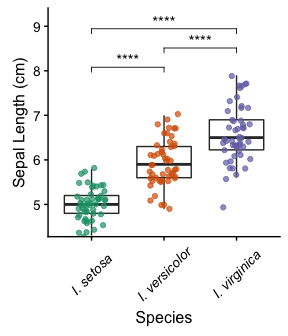 ****
****
****
Sepal Length (cm)
9
8
7
6
5
I. setosa
I. versicolor
I. virginica
Species